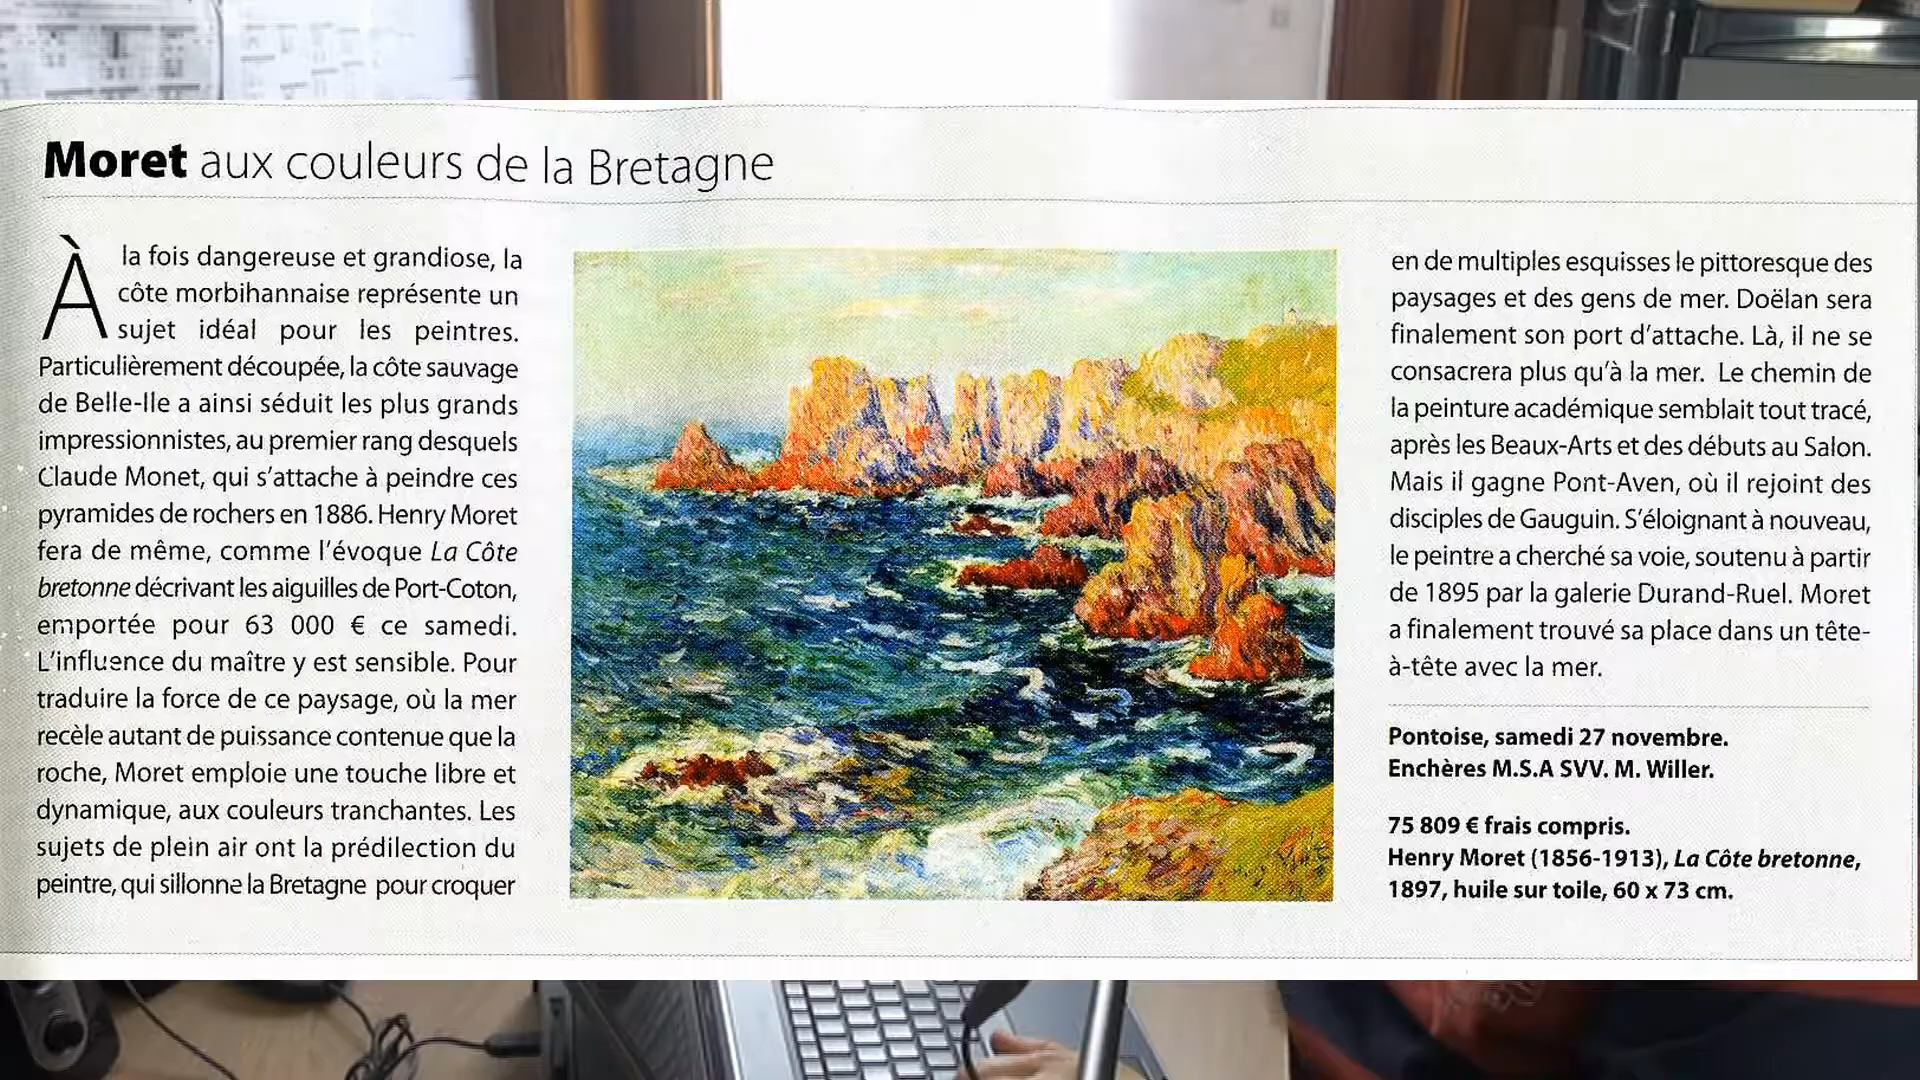 Moret aux couleurs de la Bretagne
À la fois dangereuse et grandiose, la
côte morbihannaise représente un
sujet idéal pour les peintres.
Particulièrement découpée, la côte sauvage
de Belle-Ile a ainsi séduit les plus grands
impressionnistes, au premier rang desquels
Claude Monet, qui s'attache à peindre ces
pyramides de rochers en 1886. Henry Moret
fera de même, comme l'évoque La Côte
bretonne décrivant les aiguilles de Port-Coton,
emportée pour 63 000 € ce samedi.
L'influence du maître y est sensible. Pour
traduire la force de ce paysage, où la mer
recèle autant de puissance contenue que la
roche, Moret emploie une touche libre et
dynamique, aux couleurs tranchantes. Les
sujets de plein air ont la prédilection du
peintre, qui sillonne la Bretagne pour croquer
en de multiples esquisses le pittoresque des
paysages et des gens de mer. Doëlan sera
finalement son port d'attache. Là, il ne se
consacrera plus qu'à la mer. Le chemin de
la peinture académique semblait tout tracé,
après les Beaux-Arts et des débuts au Salon.
Mais il gagne Pont-Aven, où il rejoint des
disciples de Gauguin. S'éloignant à nouveau,
le peintre a cherché sa voie, soutenu à partir
de 1895 par la galerie Durand-Ruel. Moret
a finalement trouvé sa place dans un tête-
à-tête avec la mer.
Pontoise, samedi 27 novembre.
Enchères M.S.A SVV. M. Willer.
75 809 € frais compris.
Henry Moret (1856-1913), La Côte bretonne,
1897, huile sur toile, 60 x 73 cm.